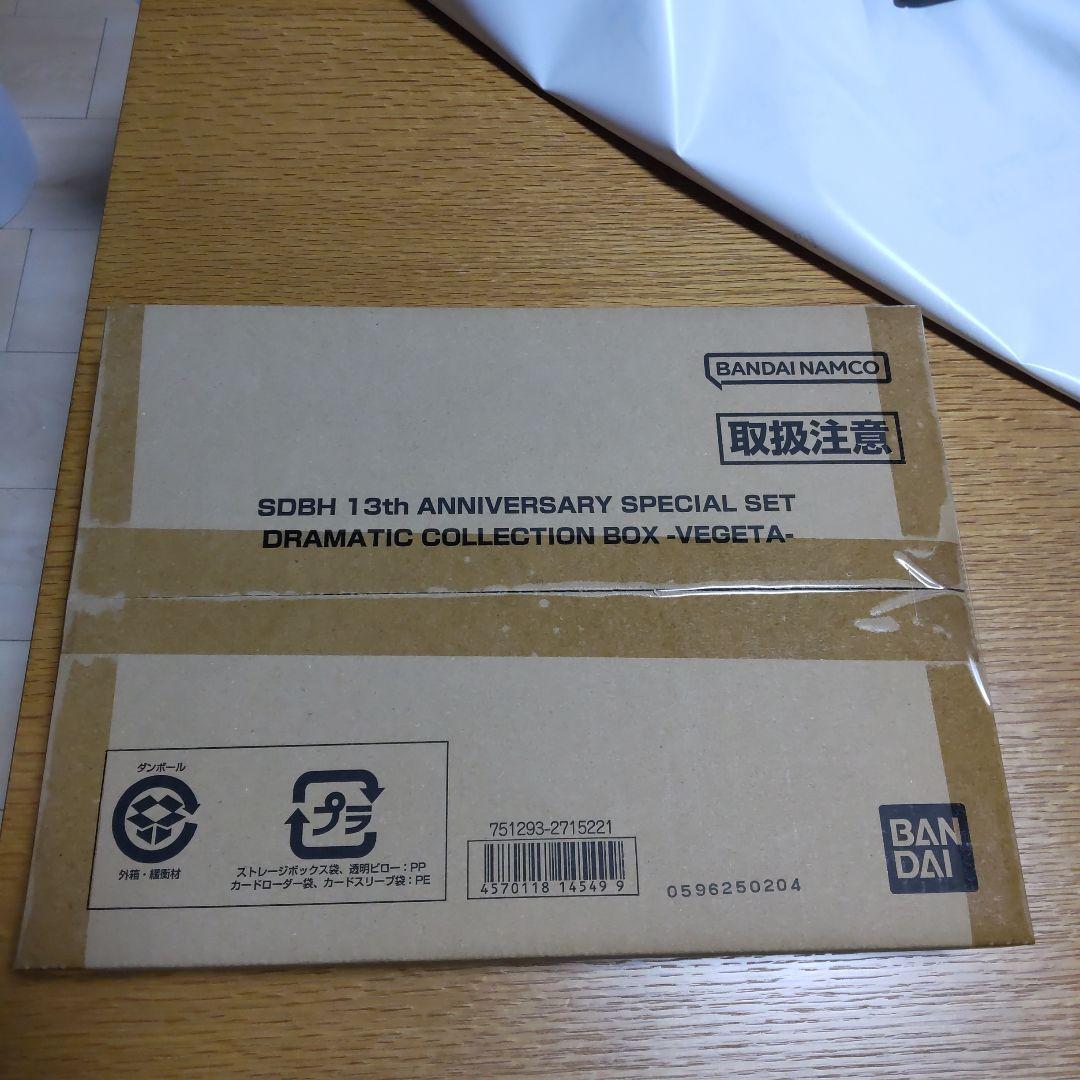 BANDAI NAMCO
取扱注意
SDBH 13th ANNIVERSARY SPECIAL SET
DRAMATIC COLLECTION BOX -VEGETA-
ダンボール
外箱・緩衝材
プラ
ストレージボックス袋、透明ピロー：PP
カードローダー袋、カードスリーブ袋：PE
751293-2715221
4570118 14549 9
0596250204
BAN
DAI